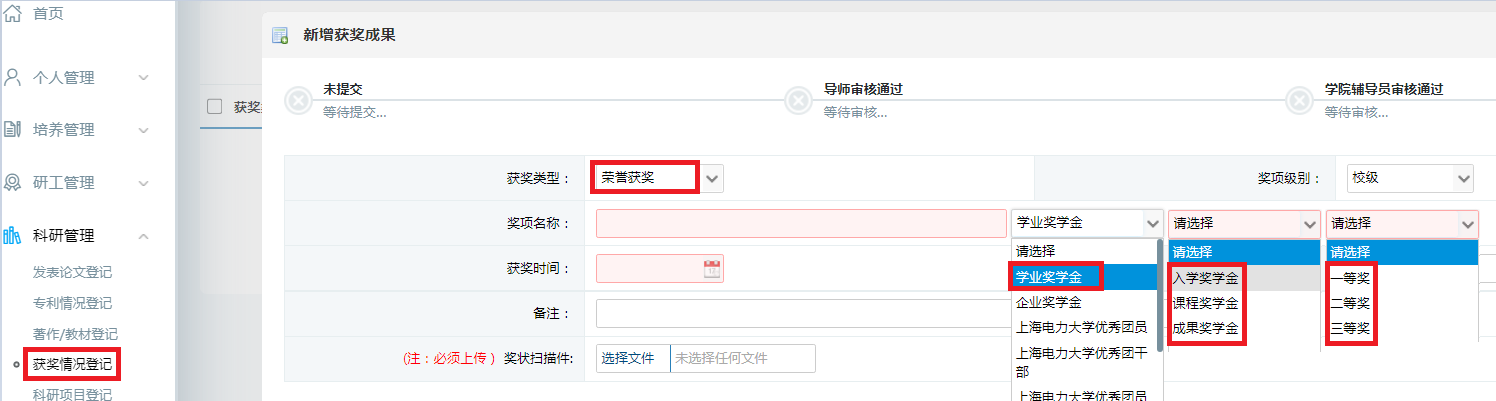 首页
个人管理
培养管理
研工管理
科研管理
发表论文登记
专利情况登记
著作/教材登记
获奖情况登记
科研项目登记
获奖
新增获奖成果
未提交
等待提交...
导师审核通过
等待审核...
学院辅导员审核通过
等待审核...
获奖类型：
荣誉获奖
奖项级别：
校级
奖项名称：
学业奖学金
请选择
请选择
获奖时间：
备注：
(注：必须上传）奖状扫描件:
选择文件
未选择任何文件
请选择
学业奖学金
企业奖学金
上海电力大学优秀团员
上海电力大学优秀团干
部
上海电力大学优秀团员
请选择
入学奖学金
课程奖学金
成果奖学金
请选择
一等奖
二等奖
三等奖